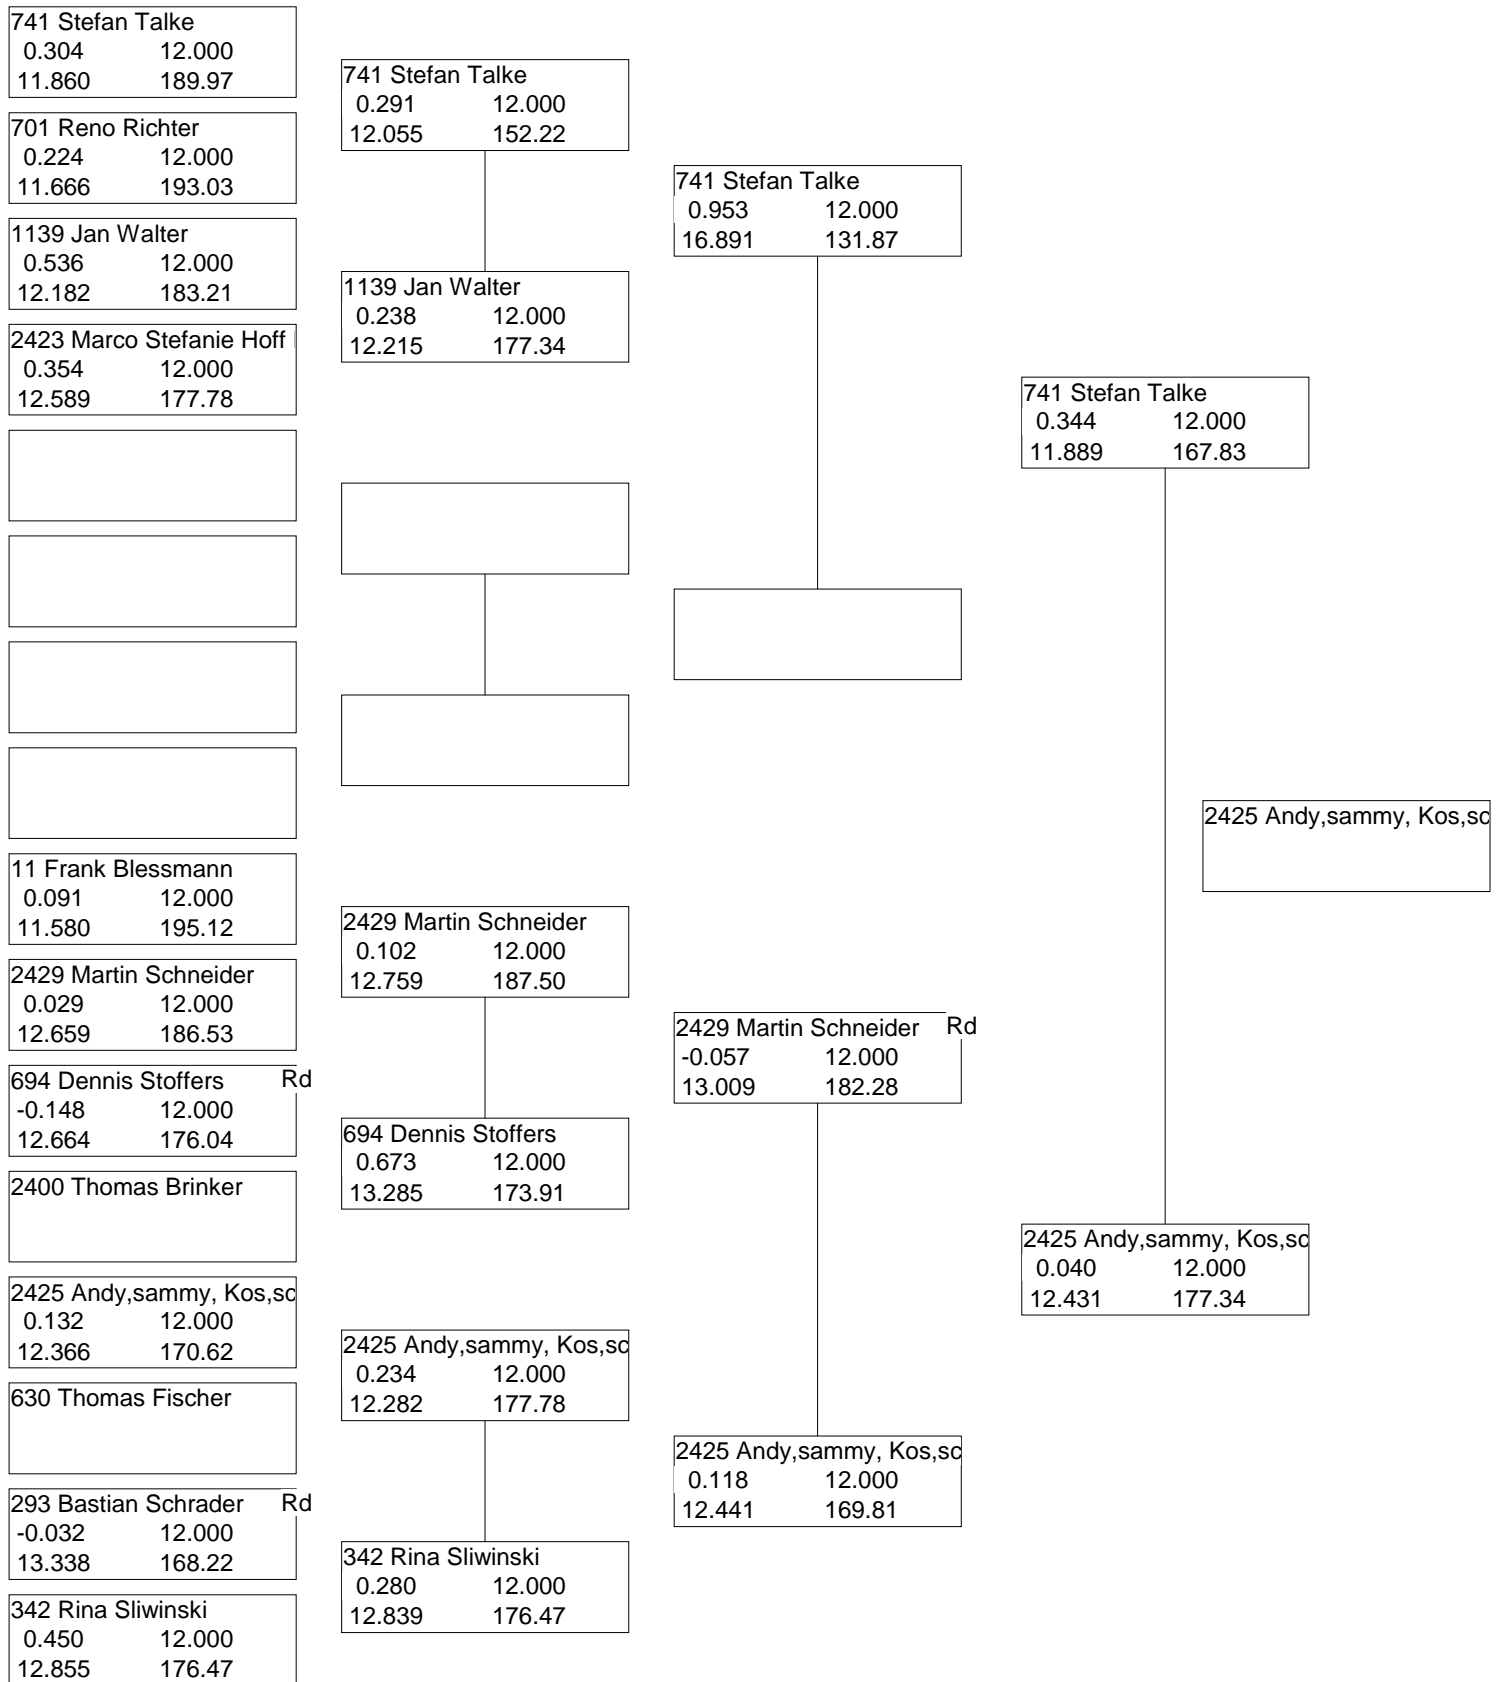 741 Stefan Talke
0.304 12.000
11.860 189.97
701 Reno Richter
0.224 12.000
11.666 193.03
1139 Jan Walter
0.536 12.000
12.182 183.21
2423 Marco Stefanie Hoff
0.354 12.000
12.589 177.78
11 Frank Blessmann
0.091 12.000
11.580 195.12
2429 Martin Schneider
0.029 12.000
12.659 186.53
694 Dennis Stoffers Rd
-0.148 12.000
12.664 176.04
2400 Thomas Brinker
2425 Andy,sammy, Kos,sc
0.132 12.000
12.366 170.62
630 Thomas Fischer
293 Bastian Schrader Rd
-0.032 12.000
13.338 168.22
342 Rina Sliwinski
0.450 12.000
12.855 176.47
741 Stefan Talke
0.291 12.000
12.055 152.22
1139 Jan Walter
0.238 12.000
12.215 177.34
2429 Martin Schneider
0.102 12.000
12.759 187.50
694 Dennis Stoffers
0.673 12.000
13.285 173.91
2425 Andy,sammy, Kos,sc
0.234 12.000
12.282 177.78
342 Rina Sliwinski
0.280 12.000
12.839 176.47
741 Stefan Talke
0.953 12.000
16.891 131.87
2429 Martin Schneider Rd
-0.057 12.000
13.009 182.28
2425 Andy,sammy, Kos,sc
0.118 12.000
12.441 169.81
741 Stefan Talke
0.344 12.000
11.889 167.83
2425 Andy,sammy, Kos,sc
0.040 12.000
12.431 177.34
2425 Andy,sammy, Kos,sc